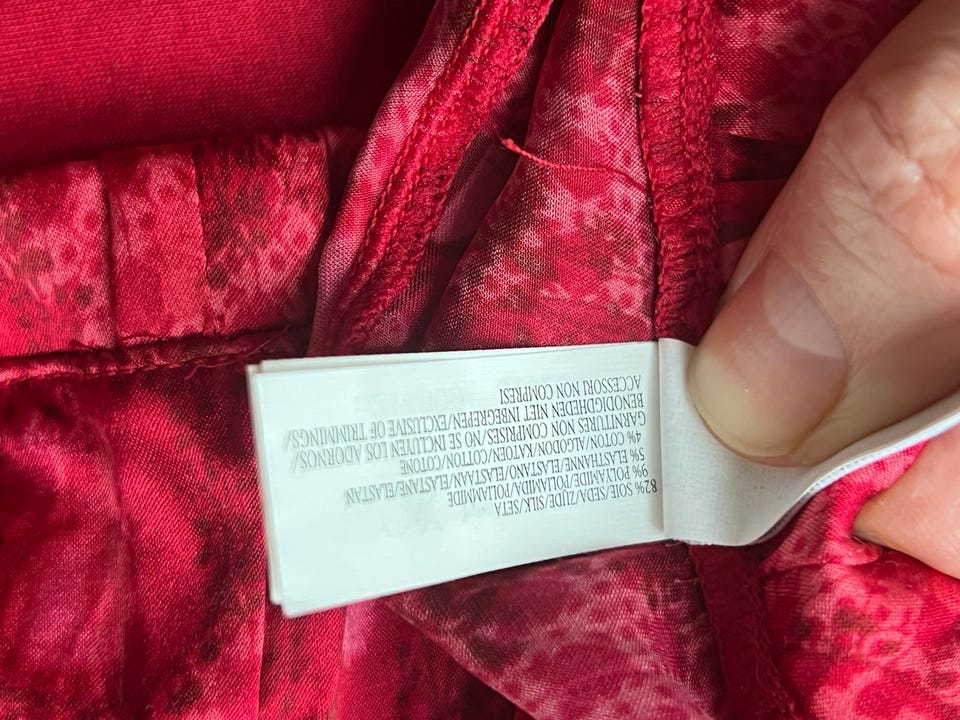 82% SOIE/SEDA/ZIJDE/SILK/SETA
9% POLYAMIDE/POLIAMIDA/POLIAMMIDE
5% ELASTHANNE/ELASTANO/ELASTAAN/ELASTANE/ELASTAN
4% COTON/ALGODON/KATOEN/COTTON/COTONE
GARNITURES NON COMPRISES/NO SE INCLUYEN LOS ADORNOS/
BENODIGDHEDEN NIET INBEGREPEN/EXCLUSIVE OF TRIMMINGS/
ACCESSORI NON COMPRESI